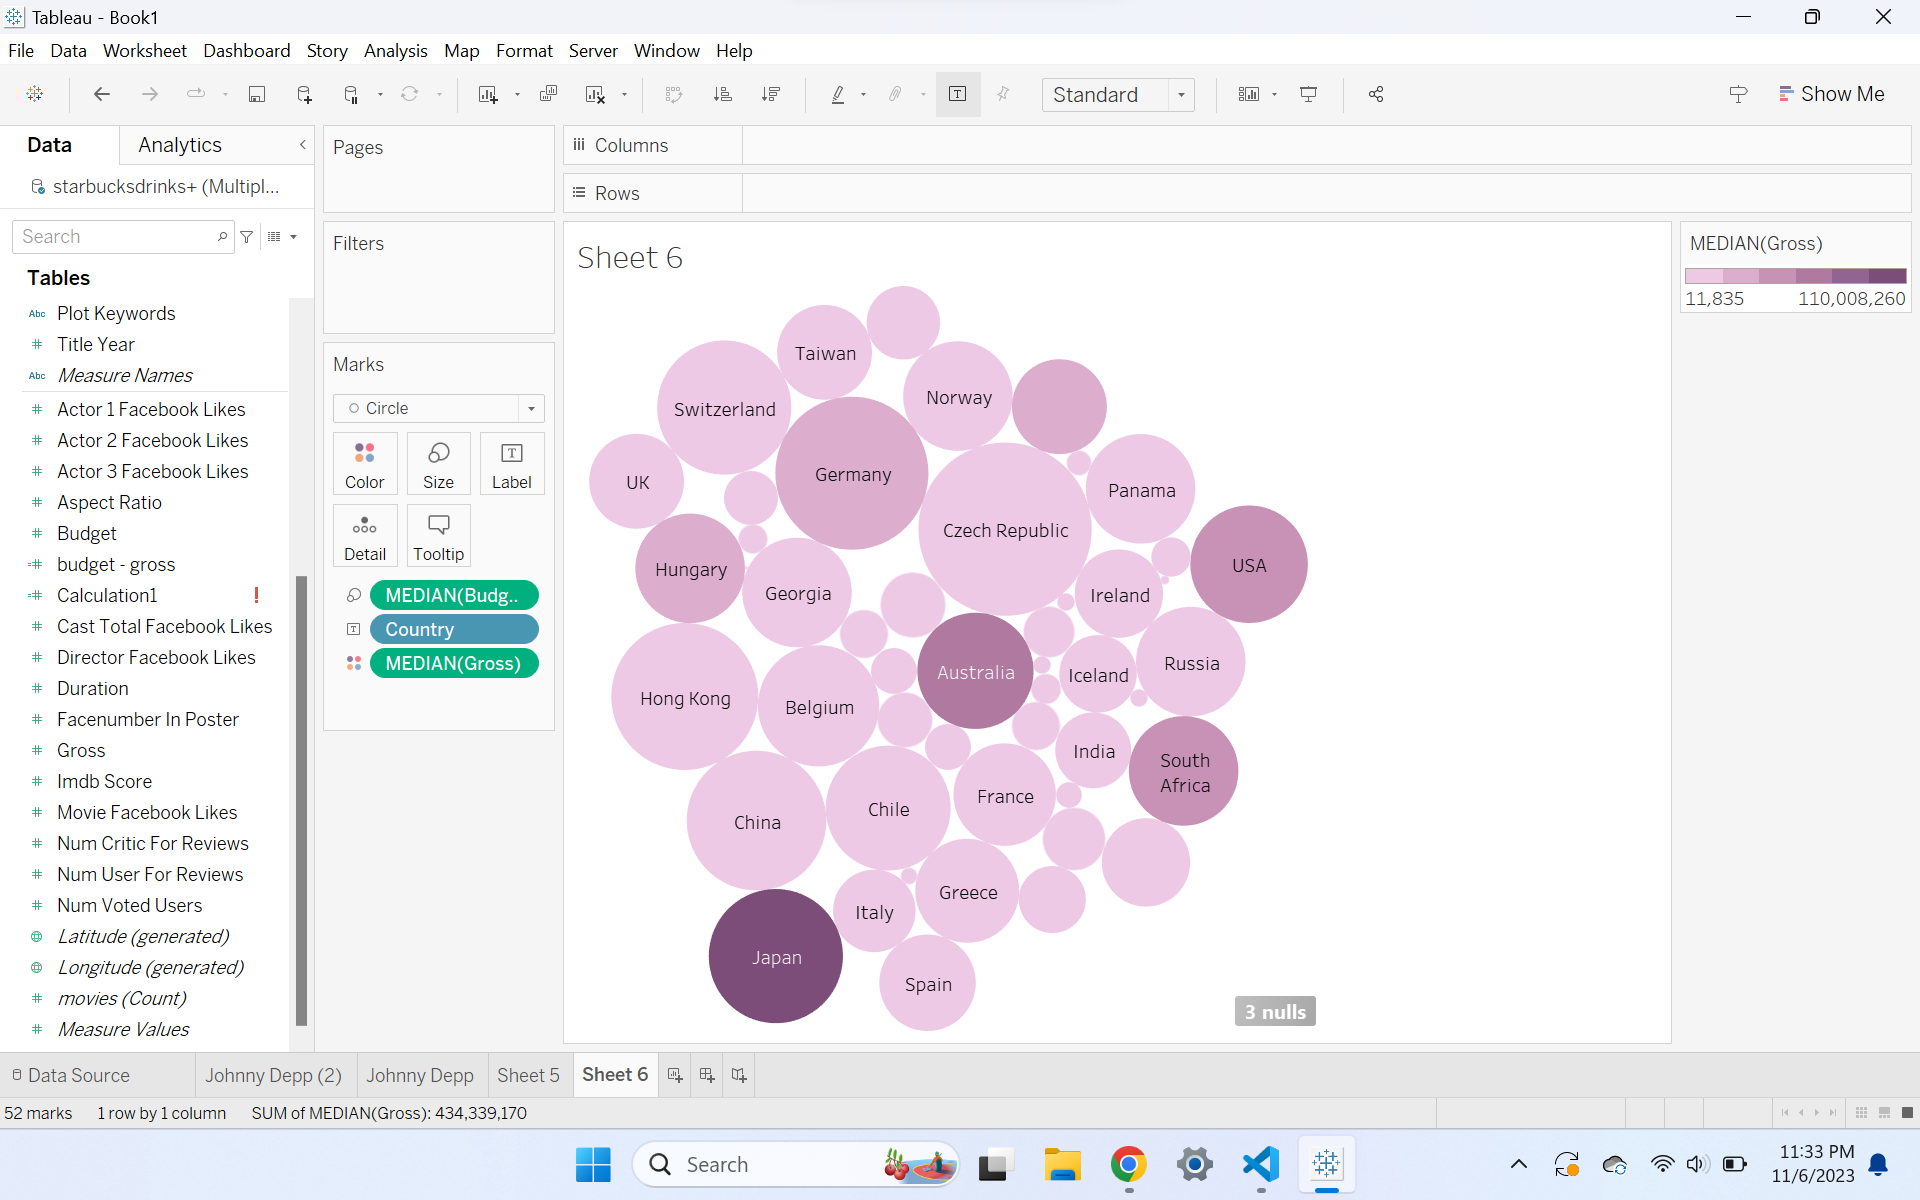 Tableau - Book1
File Data Worksheet Dashboard Story Analysis Map Format Server Window Help
Standard
Show Me
Data
Analytics
starbucksdrinks+ (Multipl...
Search
Tables
Abc Plot Keywords
# Title Year
Abc Measure Names
# Actor 1 Facebook Likes
# Actor 2 Facebook Likes
# Actor 3 Facebook Likes
# Aspect Ratio
# Budget
=# budget - gross
=# Calculation1 !
# Cast Total Facebook Likes
# Director Facebook Likes
# Duration
# Facenumber In Poster
# Gross
# Imdb Score
# Movie Facebook Likes
# Num Critic For Reviews
# Num User For Reviews
# Num Voted Users
Latitude (generated)
Longitude (generated)
# movies (Count)
# Measure Values
Pages
Filters
Marks
Circle
Color
Size
Label
Detail
Tooltip
MEDIAN(Budg..
Country
MEDIAN(Gross)
Columns
Rows
Sheet 6
Taiwan
Switzerland
Norway
UK
Germany
Panama
Czech Republic
USA
Hungary
Georgia
Ireland
Australia
Russia
Iceland
Hong Kong
Belgium
India
South
Africa
France
Chile
China
Greece
Italy
Japan
Spain
3 nulls
MEDIAN(Gross)
11,835 110,008,260
Data Source
Johnny Depp (2)
Johnny Depp
Sheet 5
Sheet 6
52 marks 1 row by 1 column SUM of MEDIAN(Gross): 434,339,170
Search
11:33 PM
11/6/2023